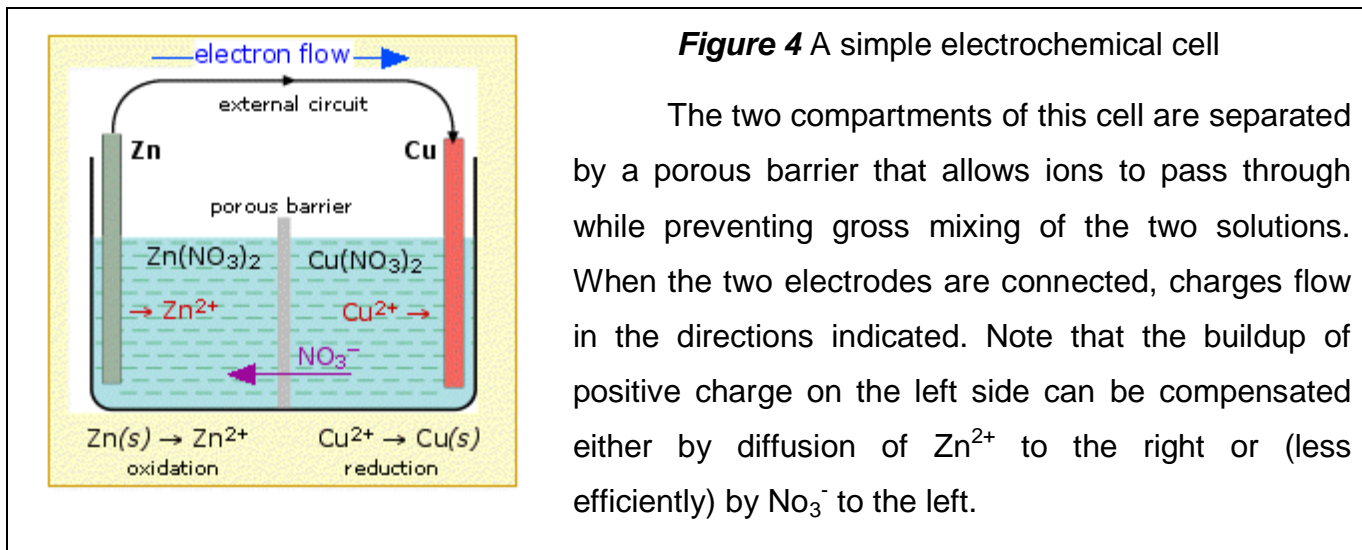 electron flow
external circuit
Zn
Cu
porous barrier
Zn(NO₃)₂
Cu(NO₃)₂
→ Zn²⁺
Cu²⁺ →
NO₃⁻
Zn(s) → Zn²⁺
Cu²⁺ → Cu(s)
oxidation
reduction
Figure 4 A simple electrochemical cell
The two compartments of this cell are separated
by a porous barrier that allows ions to pass through
while preventing gross mixing of the two solutions.
When the two electrodes are connected, charges flow
in the directions indicated. Note that the buildup of
positive charge on the left side can be compensated
either by diffusion of Zn²⁺ to the right or (less
efficiently) by No₃⁻ to the left.